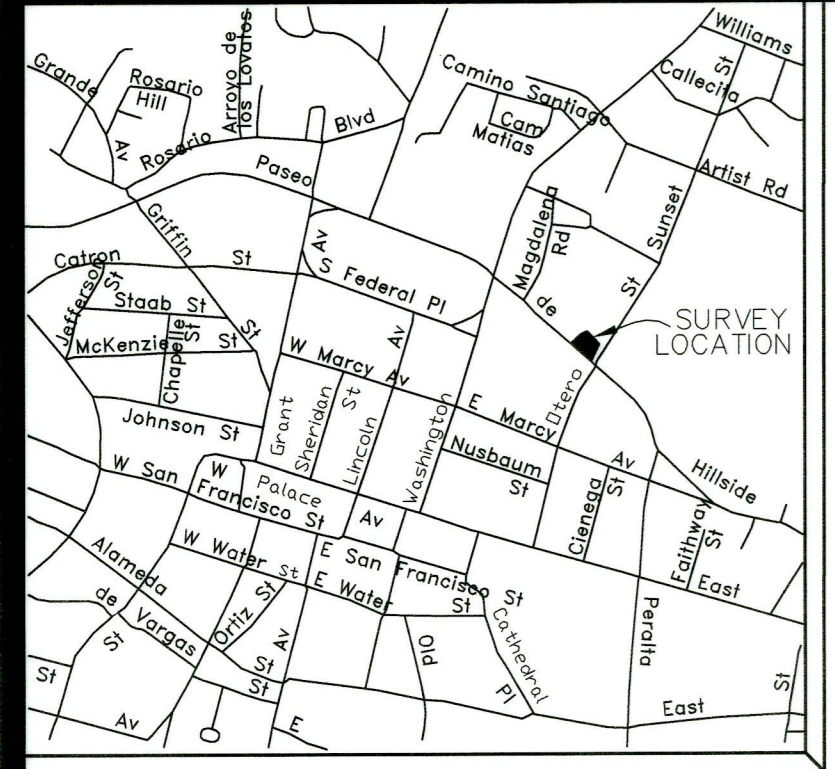 Williams
St
Callecita
Grande
Av
Rosario
Hill
Arroyo de
los Lovatos
Camino Santiago
Cam
Matias
Blvd
Rosario
Paseo
Artist Rd
Griffin
St
Magdalena
Rd
Sunset
St
Av
Catron St
S Federal Pl
de
Jefferson
St
Staab St
SURVEY
LOCATION
McKenzie St
Chapelle
St
W Marcy Av
Av
Otero
Johnson St
Grant
Sheridan
St
Lincoln
Washington
E Marcy
Av
Nusbaum
St
Hillside
W San
Francisco St
W
Palace
Av
Cienega
St
Faithway
St
W Water St
E San Francisco St
East
Alameda
E Water St
de Vargas
St
Ortiz St
Av
Cathedral
Pl
Peralta
St
St
Old
St
St
East
Av
E